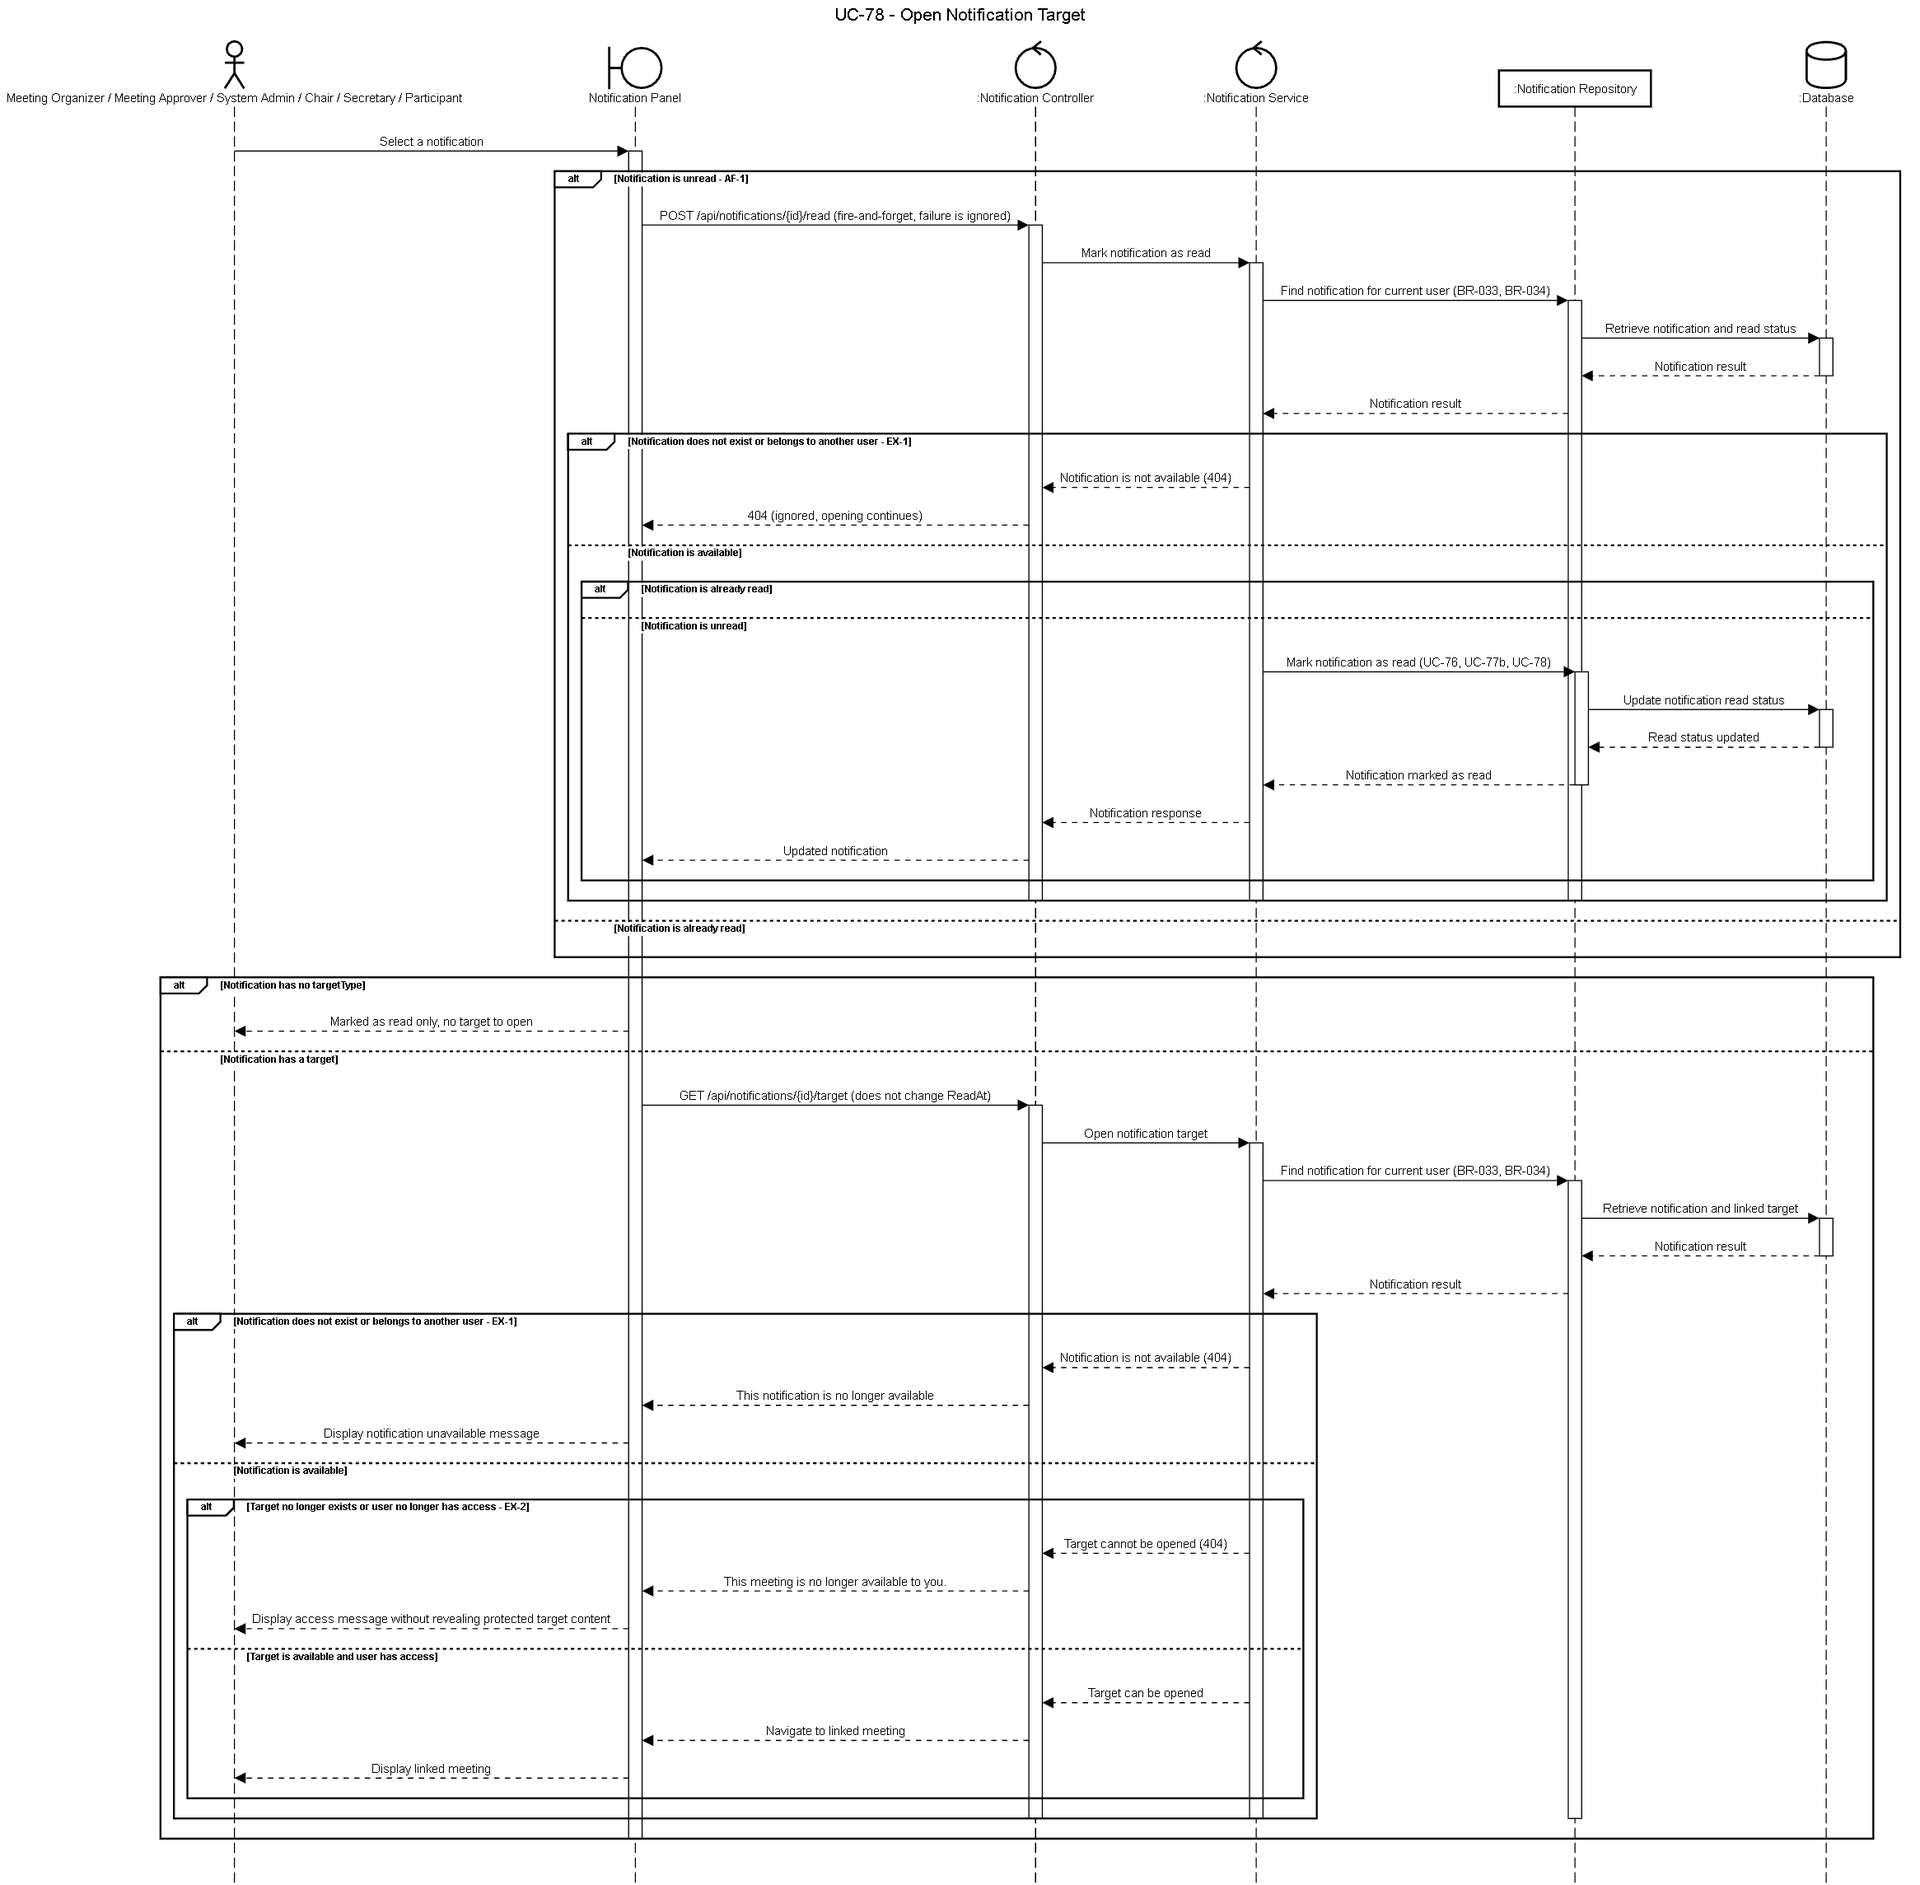 UC-78 - Open Notification Target
Meeting Organizer / Meeting Approver / System Admin / Chair / Secretary / Participant
Notification Panel
:Notification Controller
:Notification Service
:Notification Repository
:Database
Select a notification
alt [Notification is unread - AF-1]
POST /api/notifications/{id}/read (fire-and-forget, failure is ignored)
Mark notification as read
Find notification for current user (BR-033, BR-034)
Retrieve notification and read status
Notification result
Notification result
alt [Notification does not exist or belongs to another user - EX-1]
Notification is not available (404)
404 (ignored, opening continues)
[Notification is available]
alt [Notification is already read]
[Notification is unread]
Mark notification as read (UC-76, UC-77b, UC-78)
Update notification read status
Read status updated
Notification marked as read
Notification response
Updated notification
[Notification is already read]
alt [Notification has no targetType]
Marked as read only, no target to open
[Notification has a target]
GET /api/notifications/{id}/target (does not change ReadAt)
Open notification target
Find notification for current user (BR-033, BR-034)
Retrieve notification and linked target
Notification result
Notification result
alt [Notification does not exist or belongs to another user - EX-1]
Notification is not available (404)
This notification is no longer available
Display notification unavailable message
[Notification is available]
alt [Target no longer exists or user no longer has access - EX-2]
Target cannot be opened (404)
This meeting is no longer available to you.
Display access message without revealing protected target content
[Target is available and user has access]
Target can be opened
Navigate to linked meeting
Display linked meeting